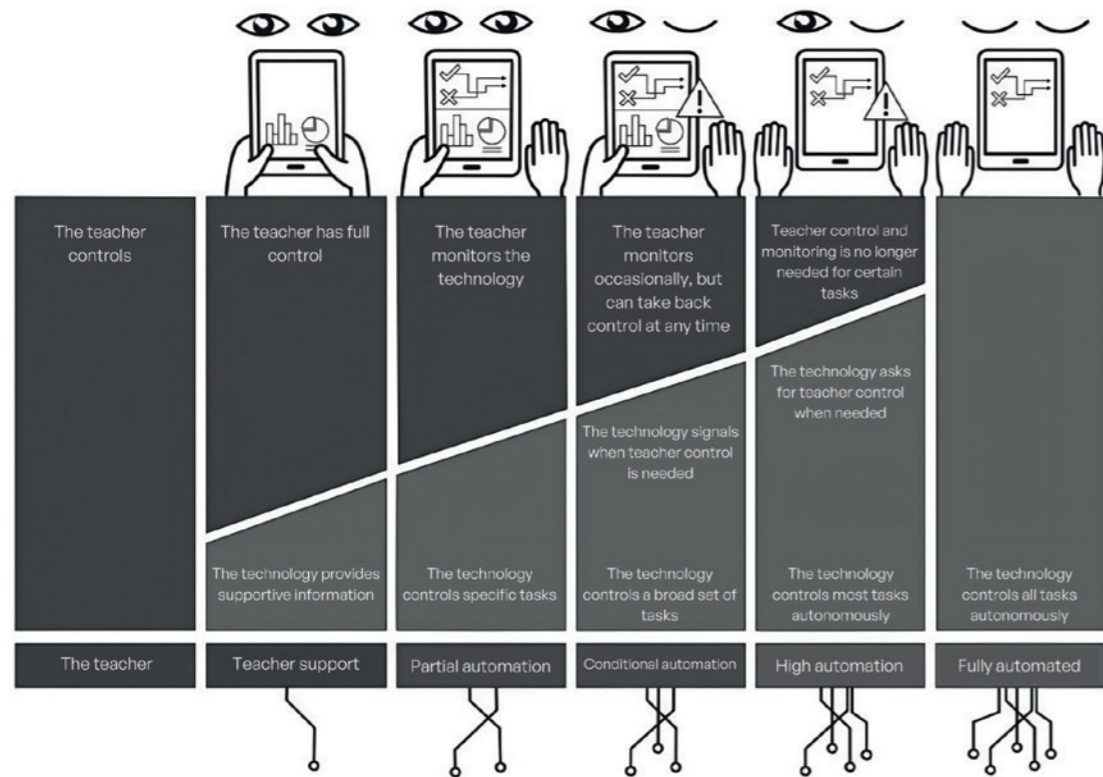 The teacher
controls
The teacher has full
control
The teacher
monitors the
technology
The teacher
monitors
occasionally, but
can take back
control at any time
Teacher control and
monitoring is no longer
needed for certain
tasks
The technology asks
for teacher control
when needed
The technology signals
when teacher control
is needed
The technology provides
supportive information
The technology
controls specific tasks
The technology
controls a broad set of
tasks
The technology
controls most tasks
autonomously
The technology
controls all tasks
autonomously
The teacher
Teacher support
Partial automation
Conditional automation
High automation
Fully automated